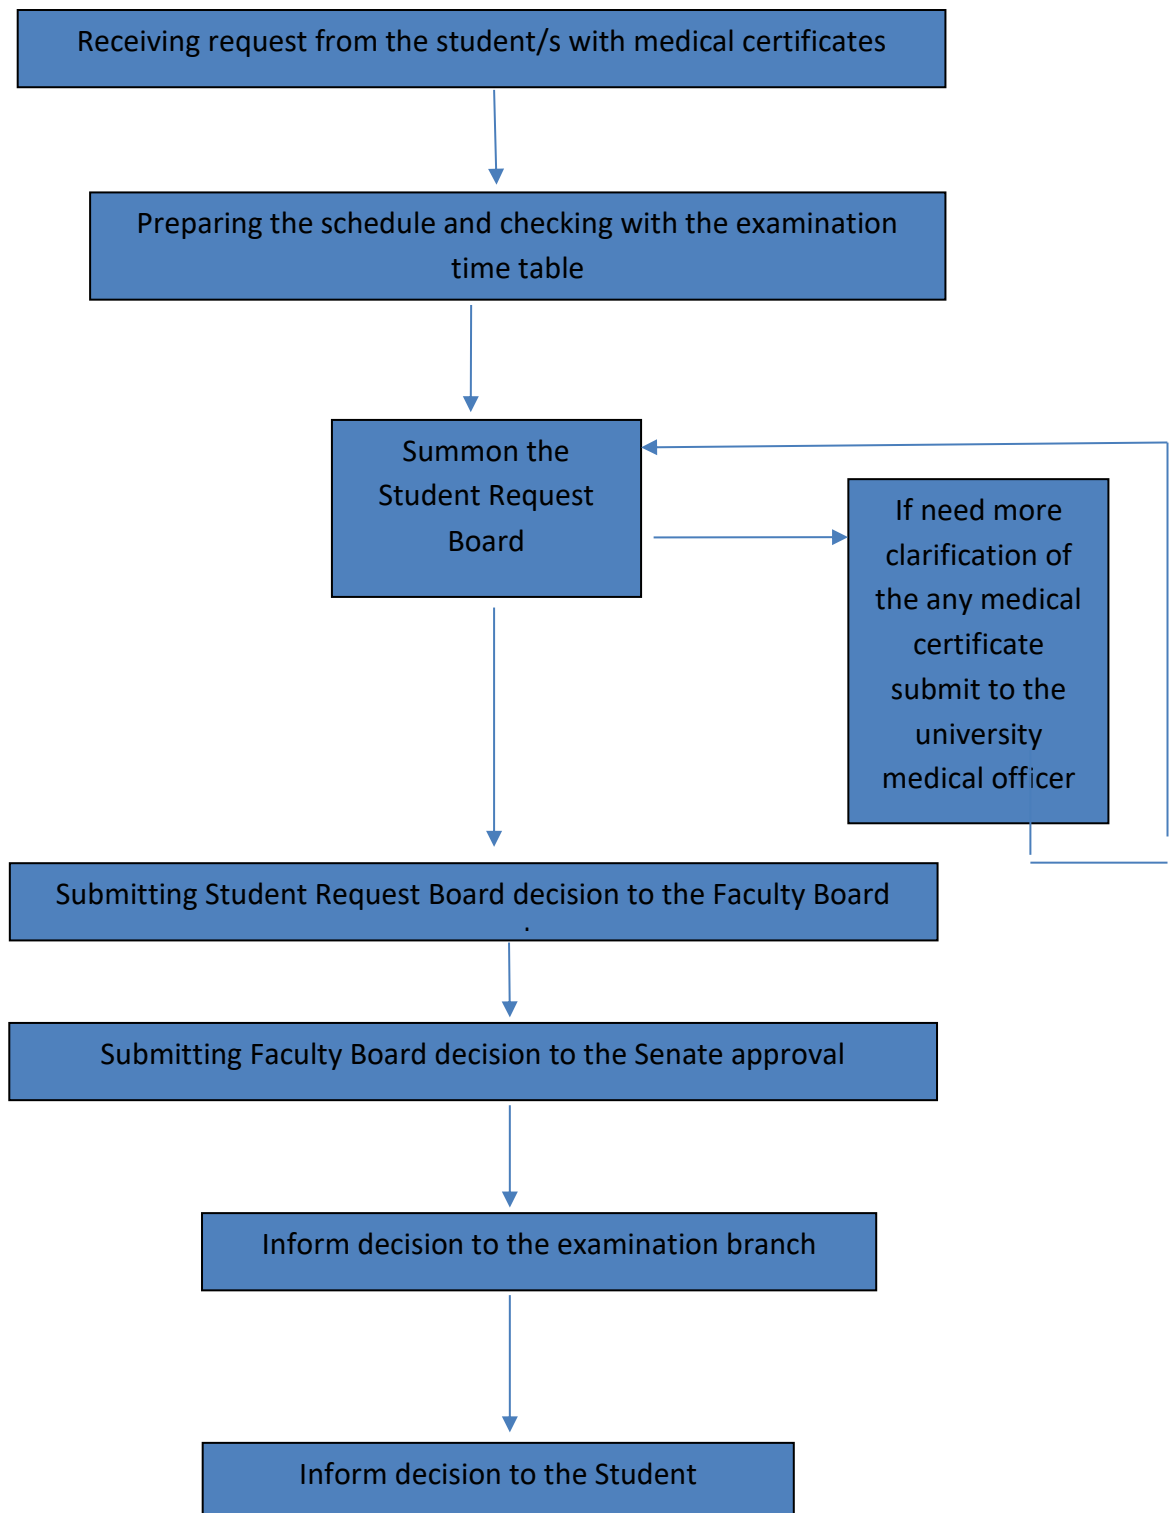 Receiving request from the student/s with medical certificates
Preparing the schedule and checking with the examination
time table
Summon the
Student Request
Board
If need more
clarification of
the any medical
certificate
submit to the
university
medical officer
Submitting Student Request Board decision to the Faculty Board
.
Submitting Faculty Board decision to the Senate approval
Inform decision to the examination branch
Inform decision to the Student